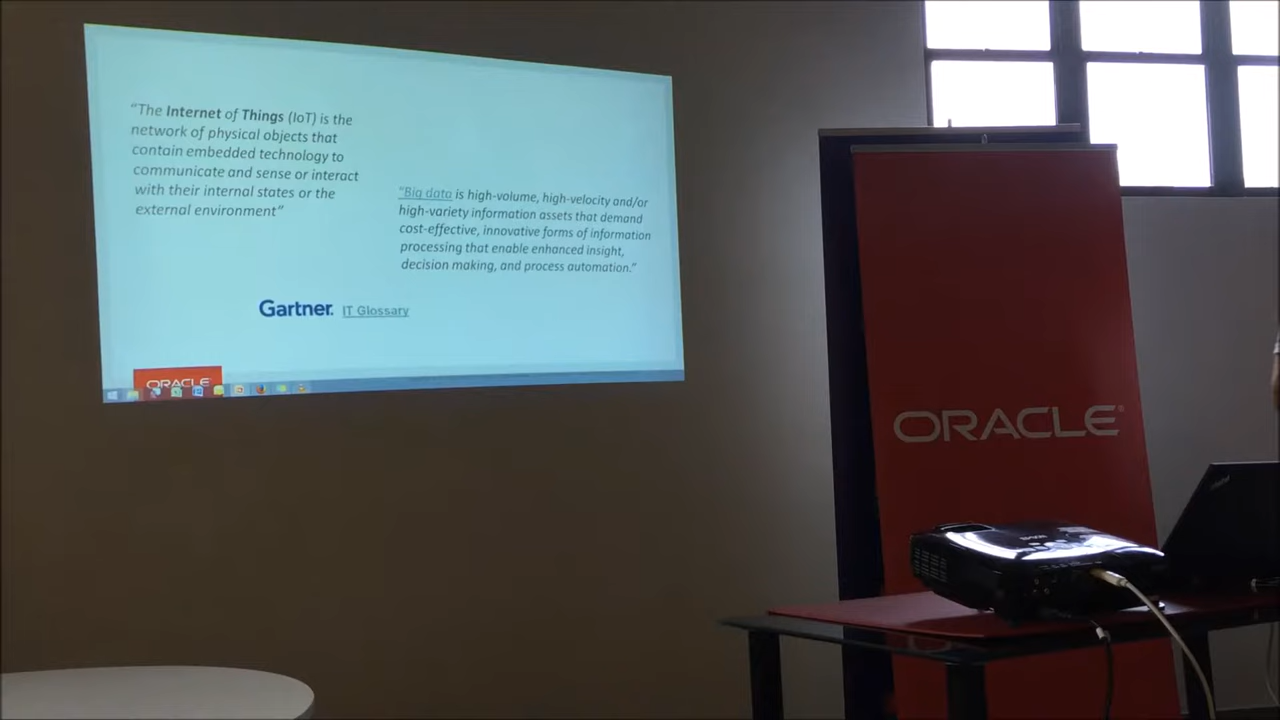 “The Internet of Things (IoT) is the
network of physical objects that
contain embedded technology to
communicate and sense or interact
with their internal states or the
external environment”
“Big data is high-volume, high-velocity and/or
high-variety information assets that demand
cost-effective, innovative forms of information
processing that enable enhanced insight,
decision making, and process automation.”
Gartner. IT Glossary
ORACLE
ORACLE®
EPSON